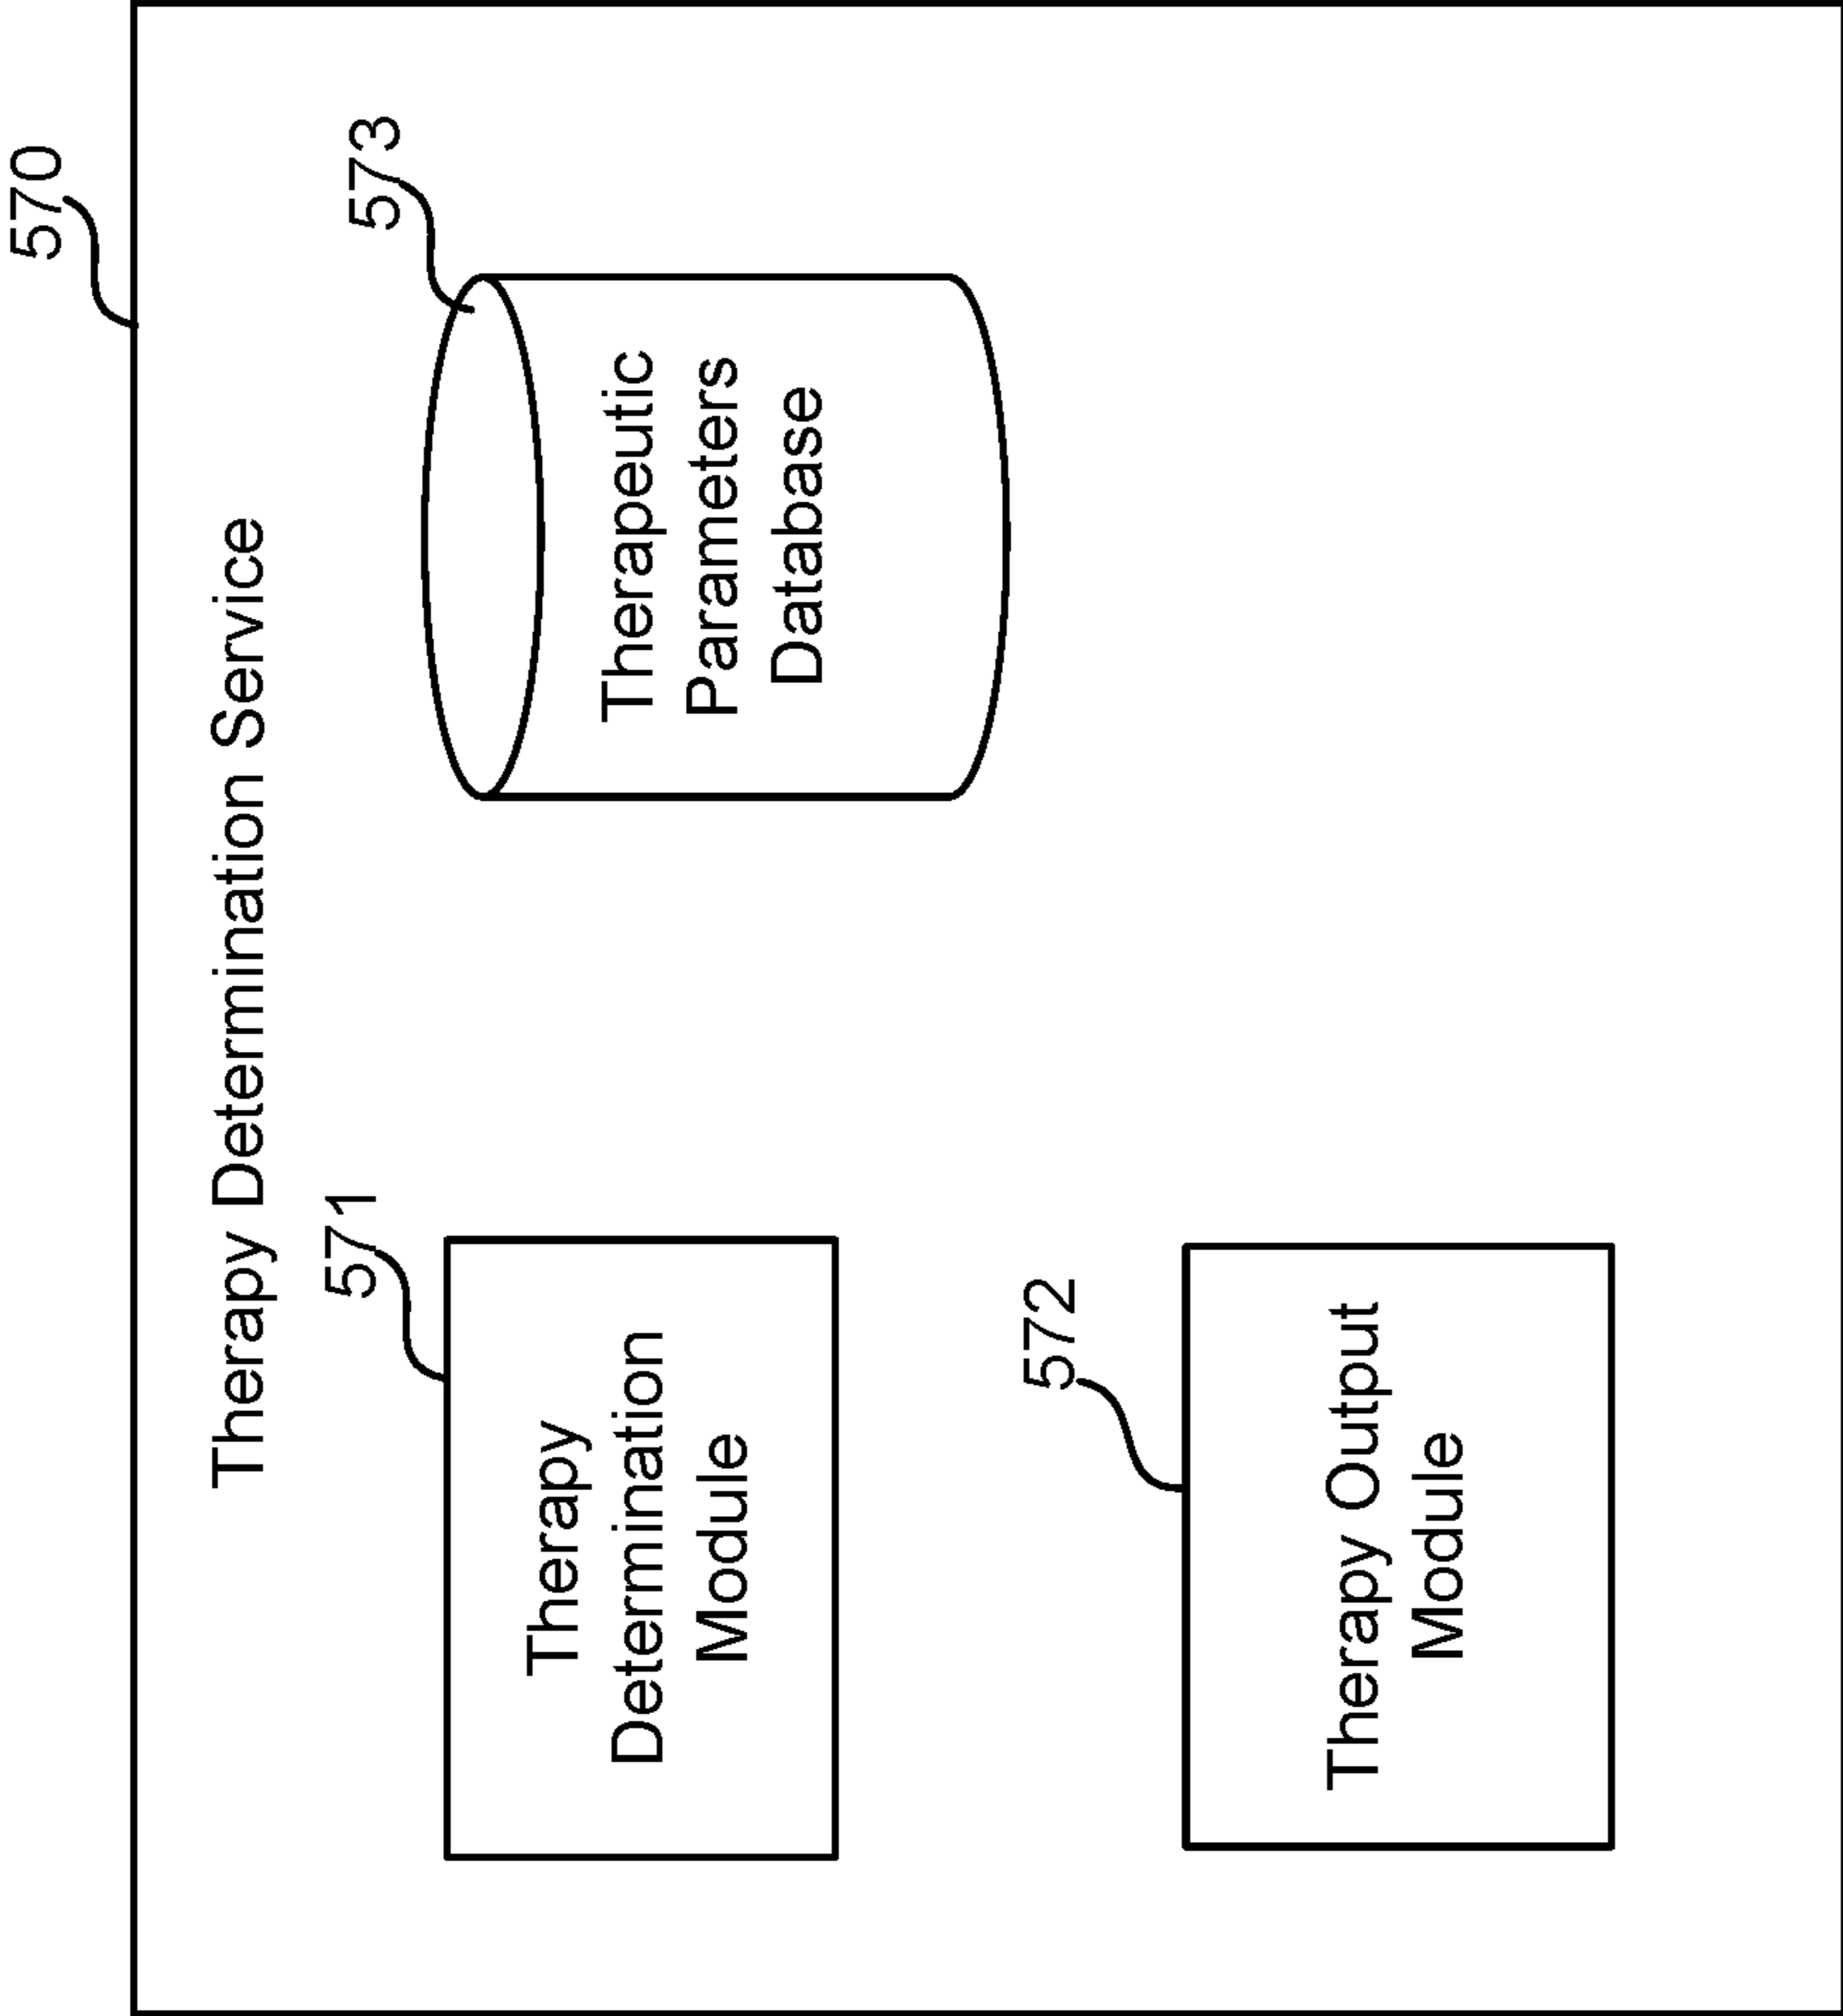 570
Therapy Determination Service
571
Therapy
Determination
Module
573
Therapeutic
Parameters
Database
572
Therapy Output
Module